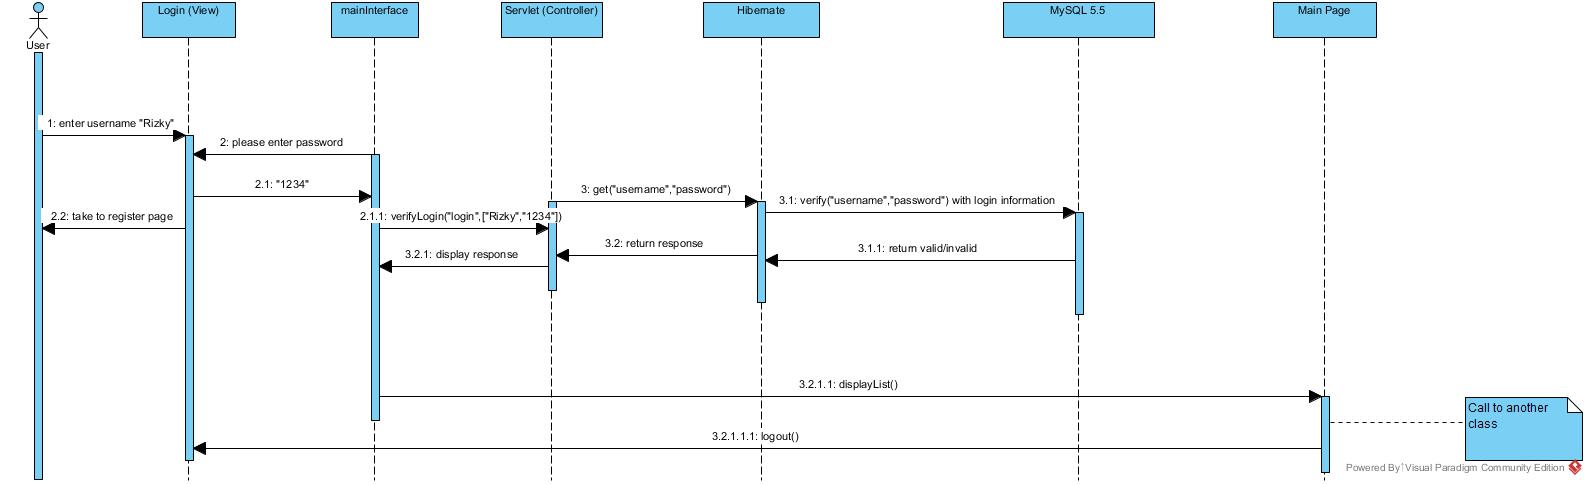 Login (View)
mainInterface
Servlet (Controller)
Hibernate
MySQL 5.5
Main Page
User
1: enter username "Rizky"
2: please enter password
2.1: "1234"
3: get("username","password")
3.1: verify("username","password") with login information
2.2: take to register page
2.1.1: verifyLogin("login",["Rizky","1234"])
3.2: return response
3.1.1: return valid/invalid
3.2.1: display response
3.2.1.1: displayList()
Call to another
class
3.2.1.1.1: logout()
Powered By Visual Paradigm Community Edition